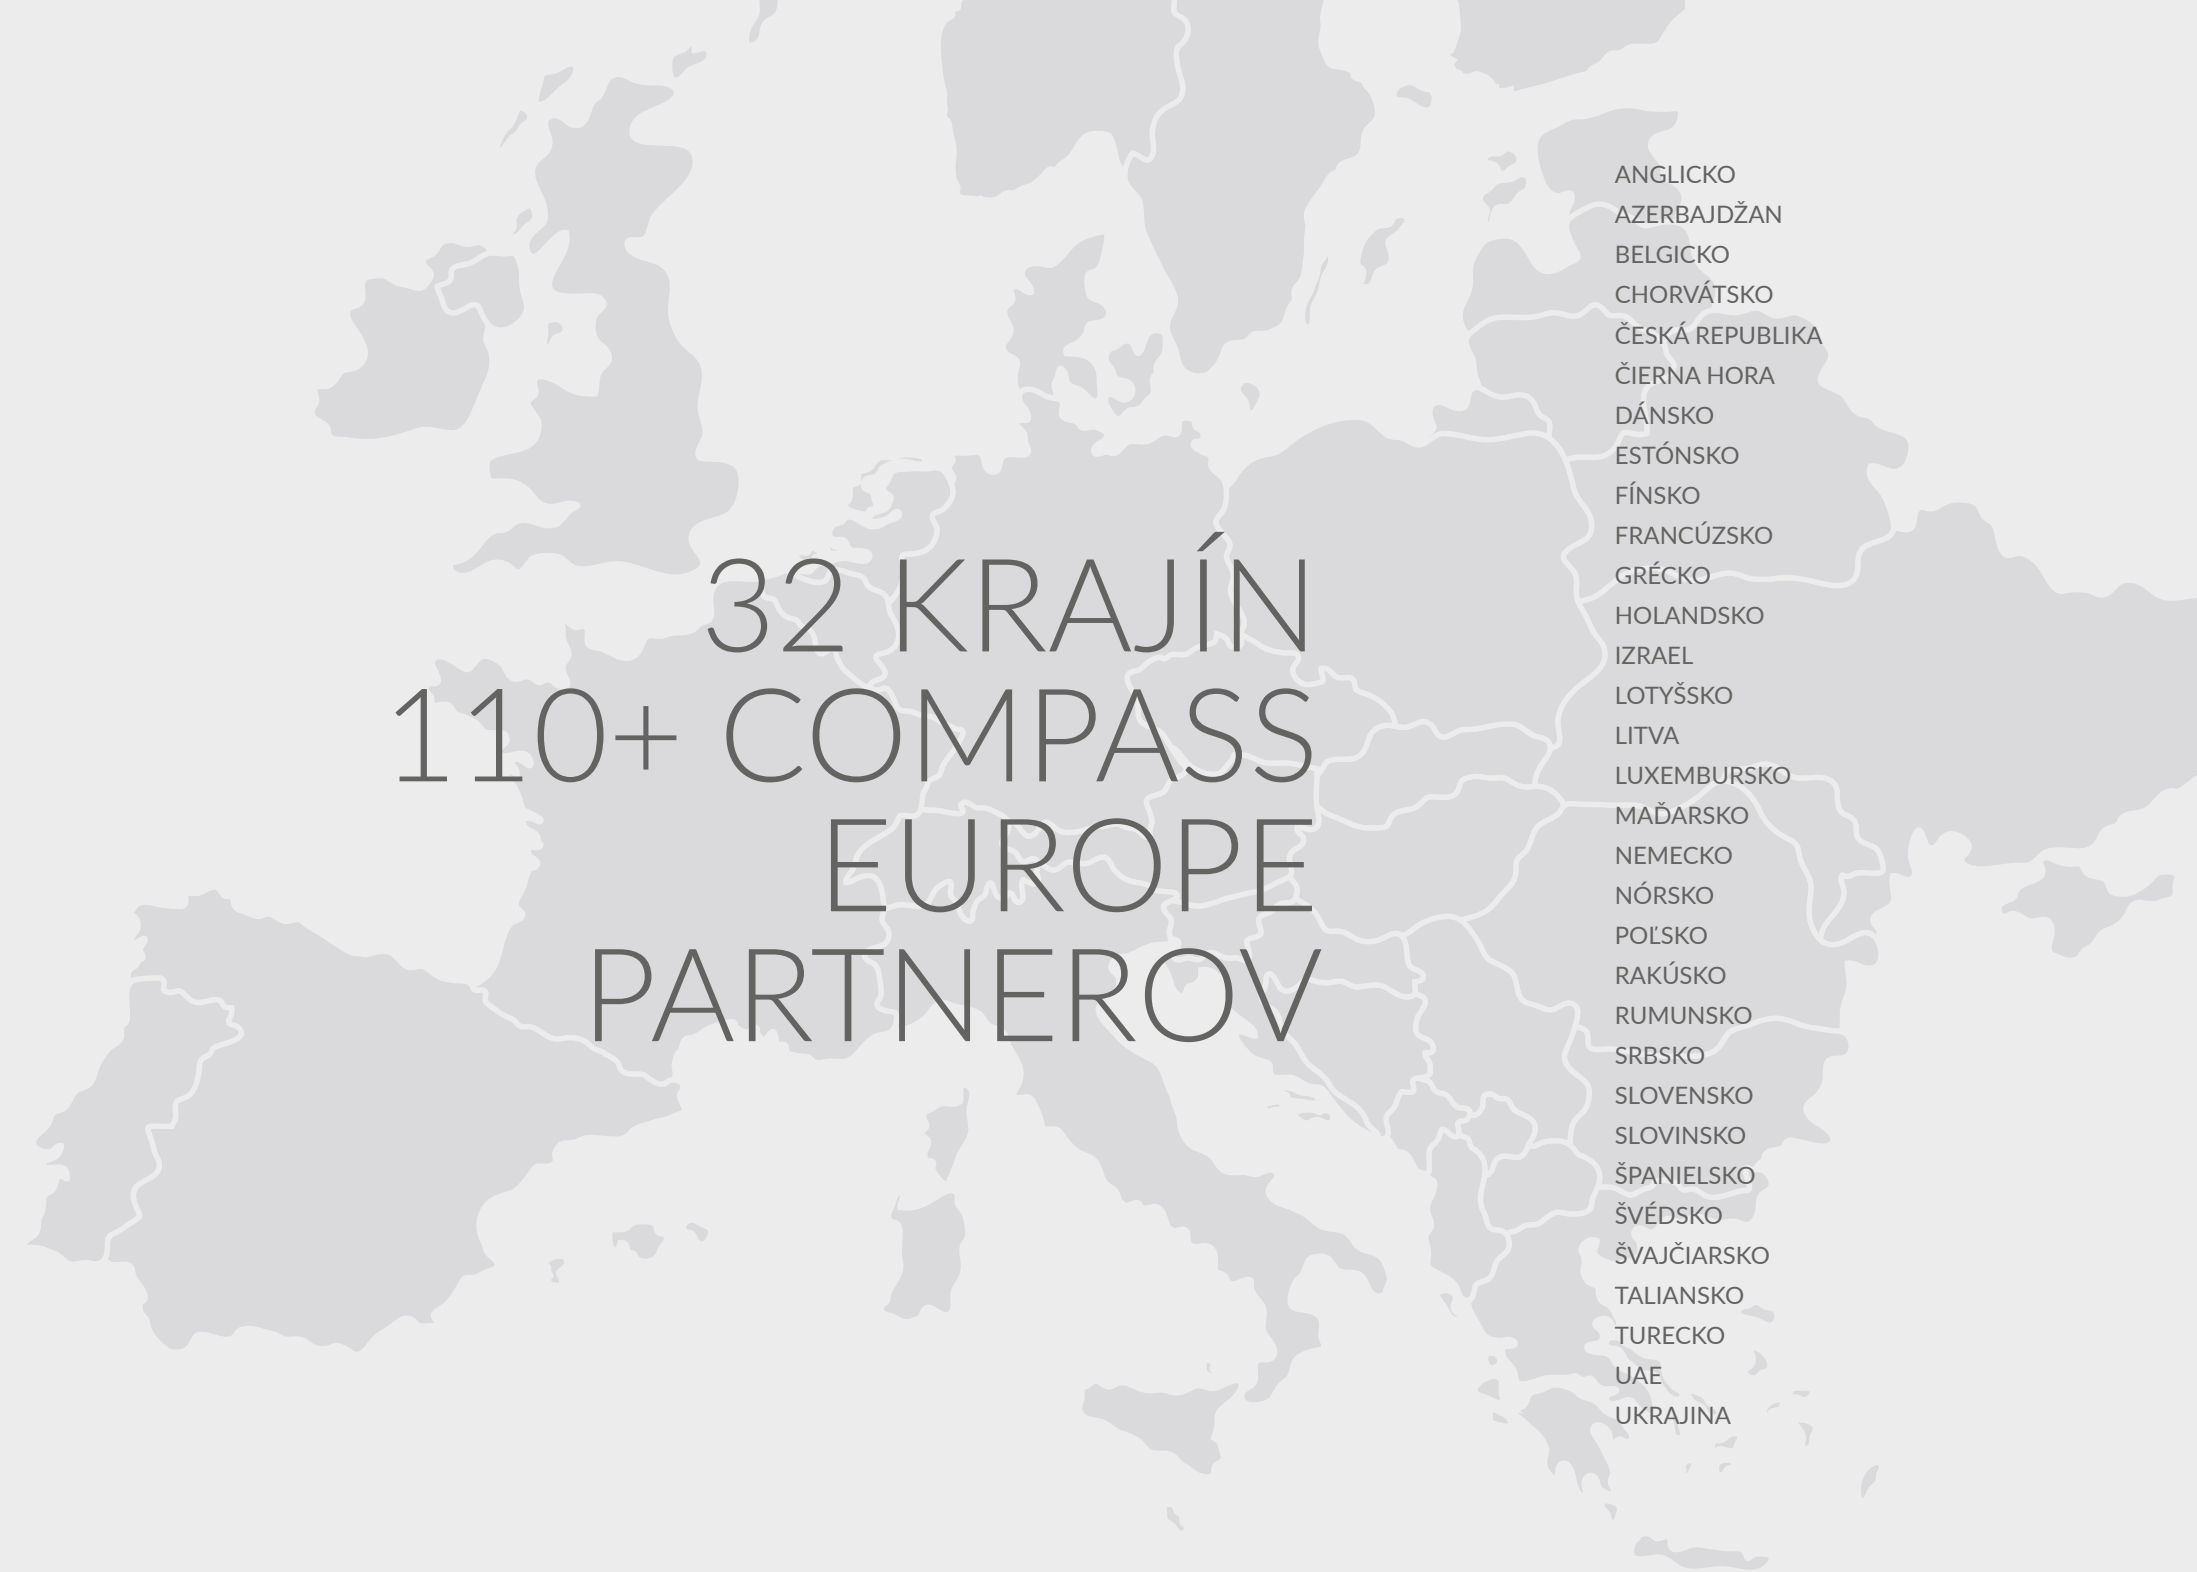 32 KRAJÍN
110+ COMPASS
EUROPE
PARTNEROV
ANGLICKO
AZERBAJDŽAN
BELGICKO
CHORVÁTSKO
ČESKÁ REPUBLIKA
ČIERNA HORA
DÁNSKO
ESTÓNSKO
FÍNSKO
FRANCÚZSKO
GRÉCKO
HOLANDSKO
IZRAEL
LOTYŠSKO
LITVA
LUXEMBURSKO
MAĎARSKO
NEMECKO
NÓRSKO
POĽSKO
RAKÚSKO
RUMUNSKO
SRBSKO
SLOVENSKO
SLOVINSKO
ŠPANIELSKO
ŠVÉDSKO
ŠVAJČIARSKO
TALIANSKO
TURECKO
UAE
UKRAJINA